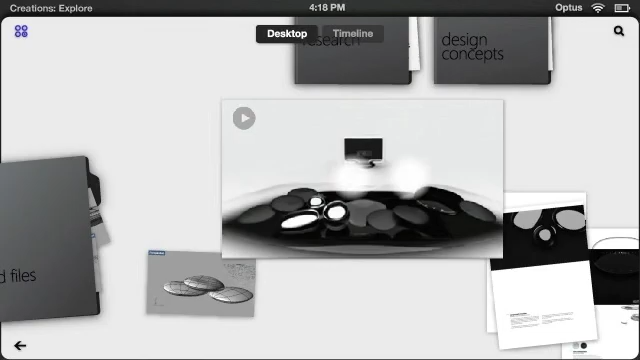 Creations: Explore
4:18 PM
Optus
Desktop
Timeline
research
design
concepts
d files